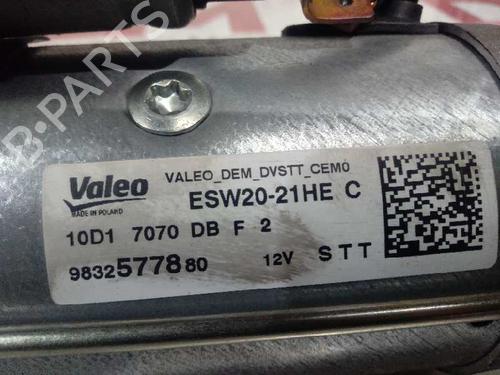 B-PARTS
Valeo
MADE IN POLAND
VALEO_DEM_DVSTT_CEM0
ESW20-21HE C
10D1 7070 DB F 2
9832577880
12V
STT